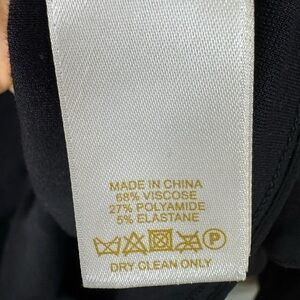 MADE IN CHINA
68% VISCOSE
27% POLYAMIDE
5% ELASTANE
P
DRY CLEAN ONLY